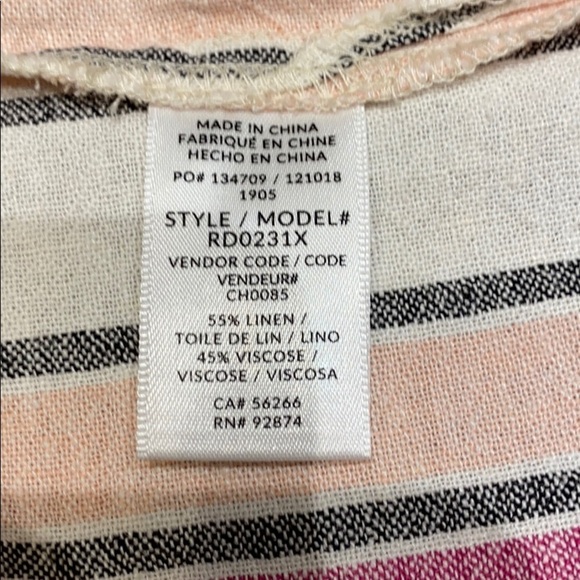 MADE IN CHINA
FABRIQUÉ EN CHINE
HECHO EN CHINA
PO# 134709 / 121018
1905
STYLE / MODEL#
RD0231X
VENDOR CODE / CODE
VENDEUR#
CH0085
55% LINEN /
TOILE DE LIN / LINO
45% VISCOSE /
VISCOSE / VISCOSA
CA# 56266
RN# 92874